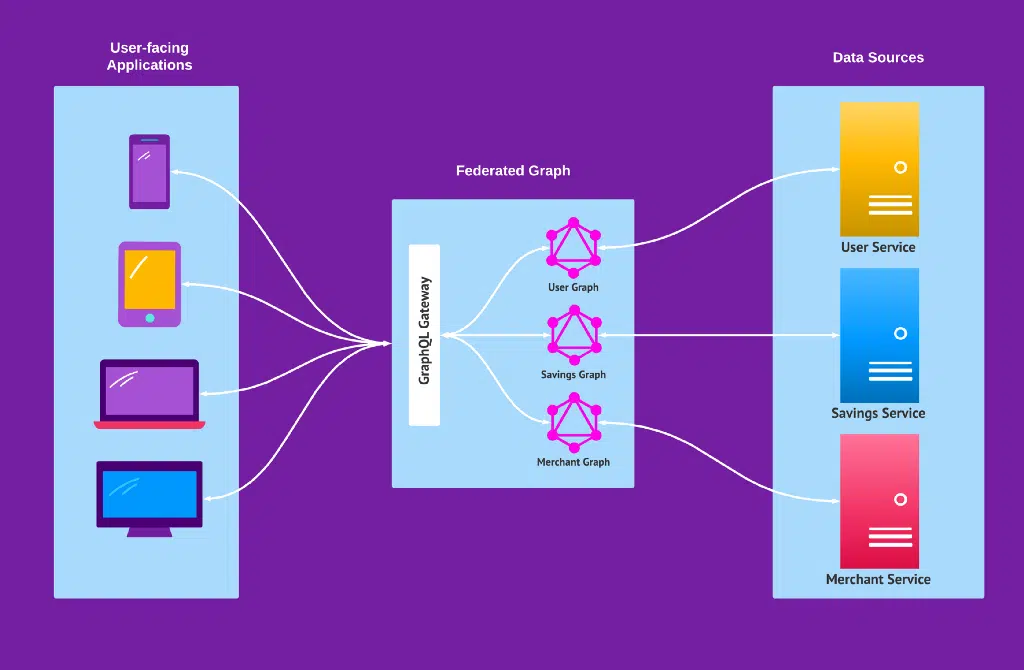 User-facing
Applications
Federated Graph
GraphQL Gateway
User Graph
Savings Graph
Merchant Graph
Data Sources
User Service
Savings Service
Merchant Service